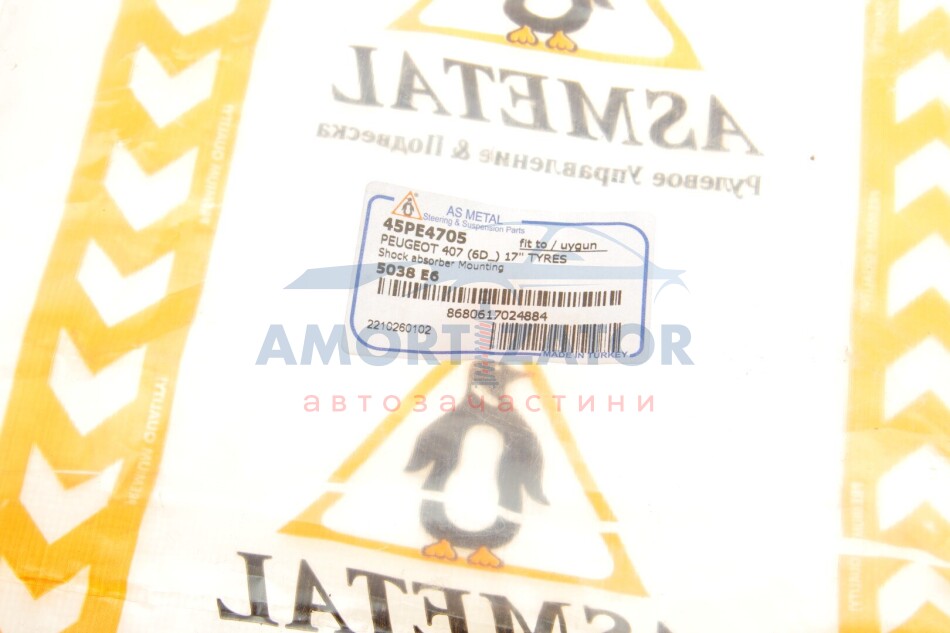 ASMETAL
Рулевое Управление & Подвеска
AS METAL
Steering & Suspension Parts
45PE4705
fit to / uygun
PEUGEOT 407 (6D_) 17" TYRES
Shock absorber Mounting
5038 E6
8680617024884
2210260102
MADE IN TURKEY
AMORTIZATOR
автозачастини
ASMETAL